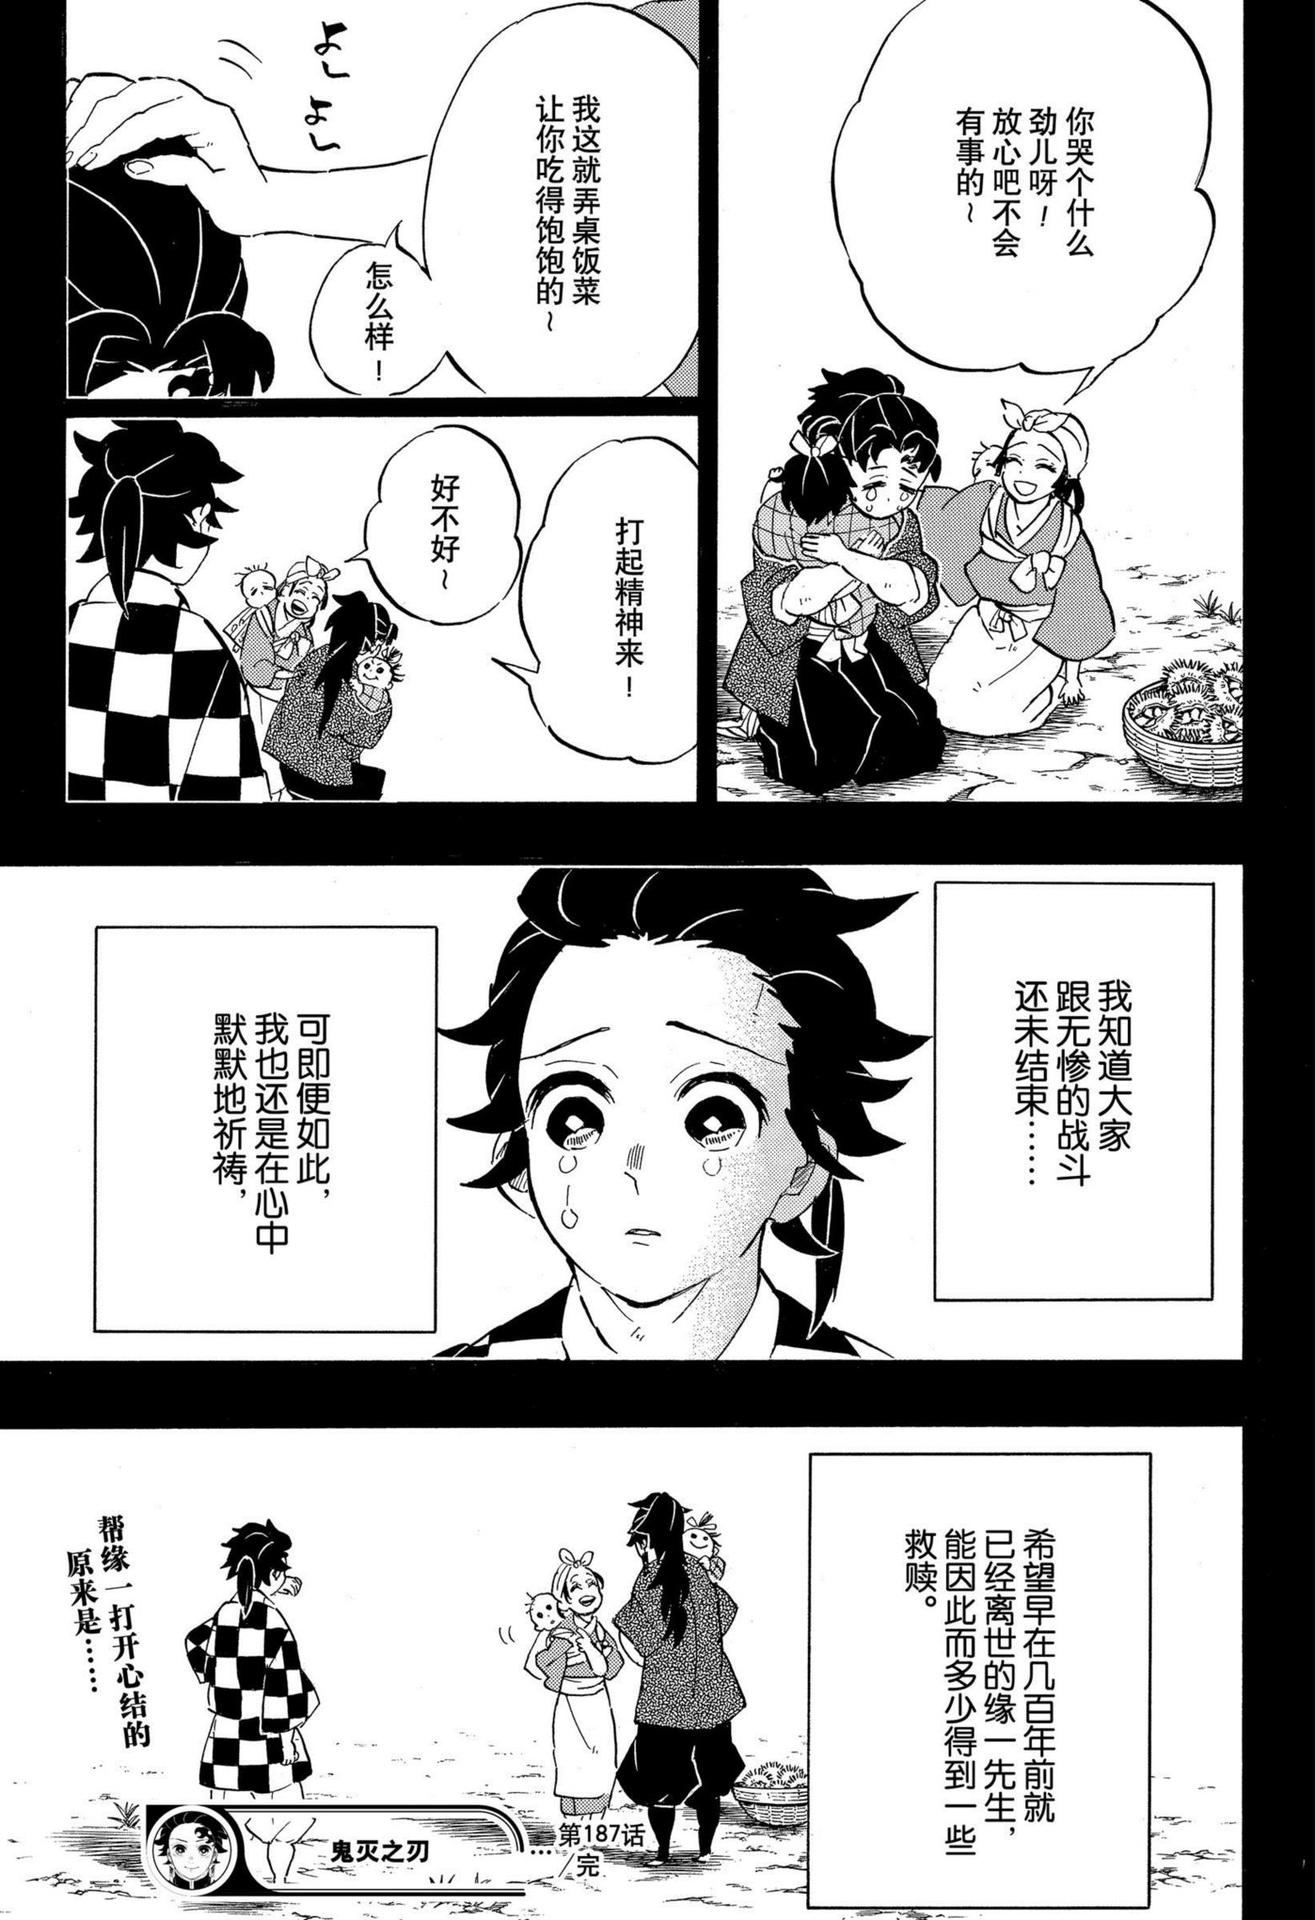 你哭个什么
劲儿呀！
放心吧不会
有事的~
我这就弄桌饭菜
让你吃得饱饱的~
怎么样！
よしよし
打起精神来！
好不好~
我知道大家
跟无惨的战斗
还未结束……
可即便如此，
我也还是在心中
默默地祈祷，
希望早在几百年前就
已经离世的缘一先生，
能因此而多少得到一些
救赎。
帮缘一打开心结的
原来是……
鬼灭之刃
…第187话
／完